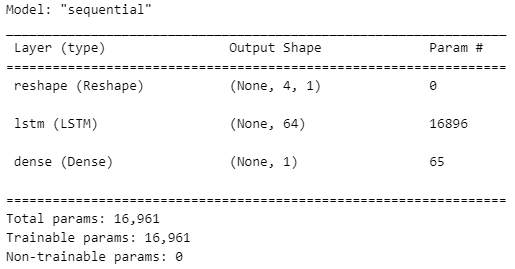 Model: "sequential"
_________________________________________________________________
Layer (type) Output Shape Param #
=================================================================
reshape (Reshape) (None, 4, 1) 0
lstm (LSTM) (None, 64) 16896
dense (Dense) (None, 1) 65
=================================================================
Total params: 16,961
Trainable params: 16,961
Non-trainable params: 0